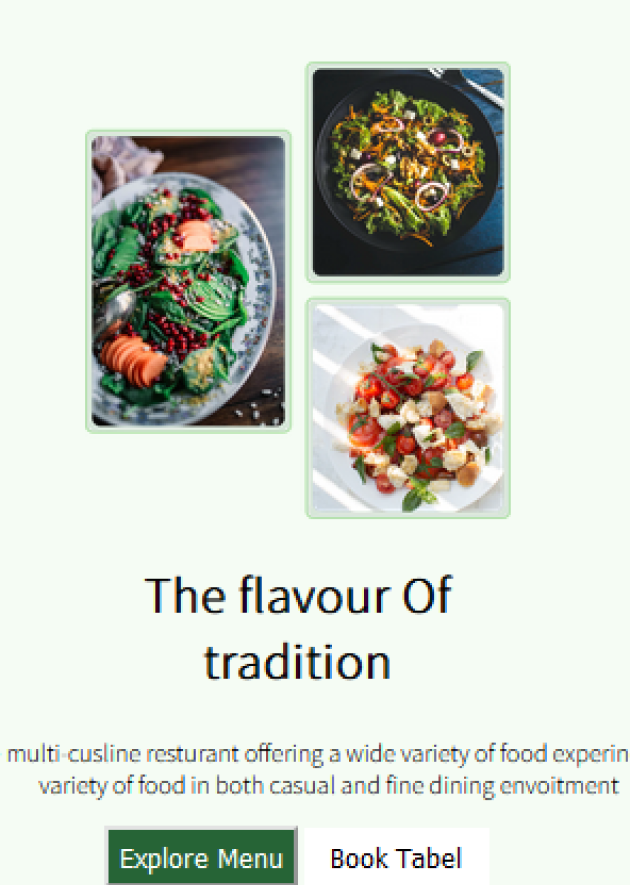 The flavour Of
tradition
multi-cusline resturant offering a wide variety of food experin
variety of food in both casual and fine dining envoitment
Explore Menu
Book Tabel